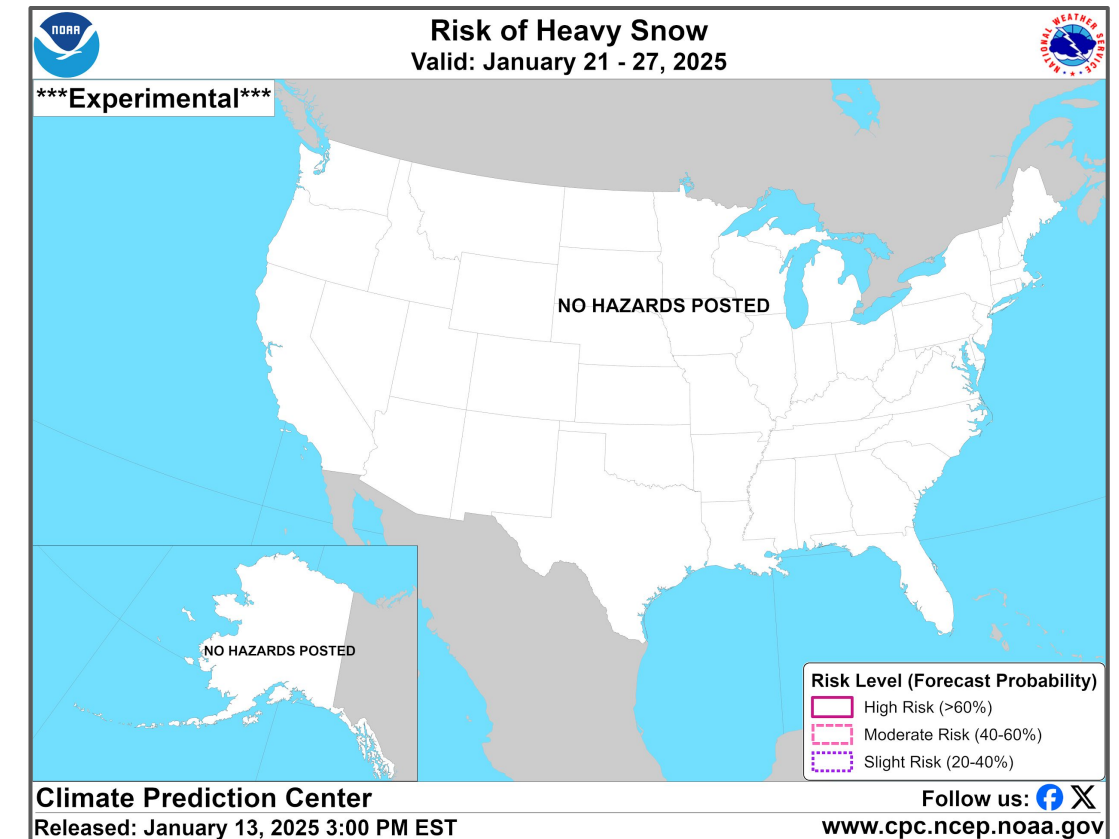 NOAA
Risk of Heavy Snow
Valid: January 21 - 27, 2025
NATIONAL WEATHER SERVICE
***Experimental***
NO HAZARDS POSTED
NO HAZARDS POSTED
Risk Level (Forecast Probability)
High Risk (>60%)
Moderate Risk (40-60%)
Slight Risk (20-40%)
Climate Prediction Center
Follow us:
Released: January 13, 2025 3:00 PM EST
www.cpc.ncep.noaa.gov